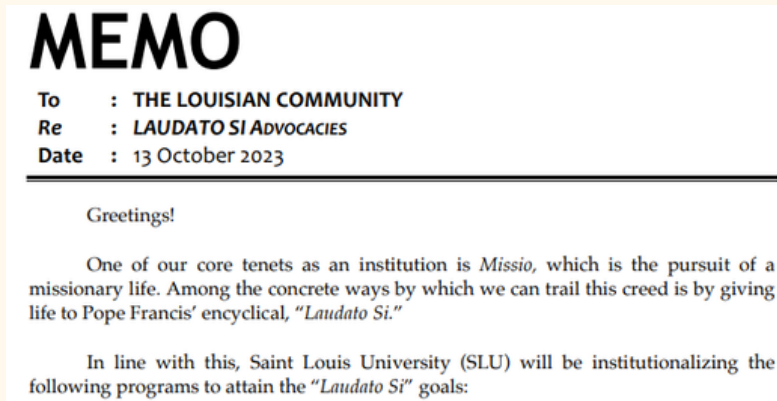 MEMO
To : THE LOUISIAN COMMUNITY
Re : LAUDATO SI ADVOCACIES
Date : 13 October 2023
Greetings!
One of our core tenets as an institution is Missio, which is the pursuit of a
missionary life. Among the concrete ways by which we can trail this creed is by giving
life to Pope Francis' encyclical, "Laudato Si."
In line with this, Saint Louis University (SLU) will be institutionalizing the
following programs to attain the "Laudato Si" goals: